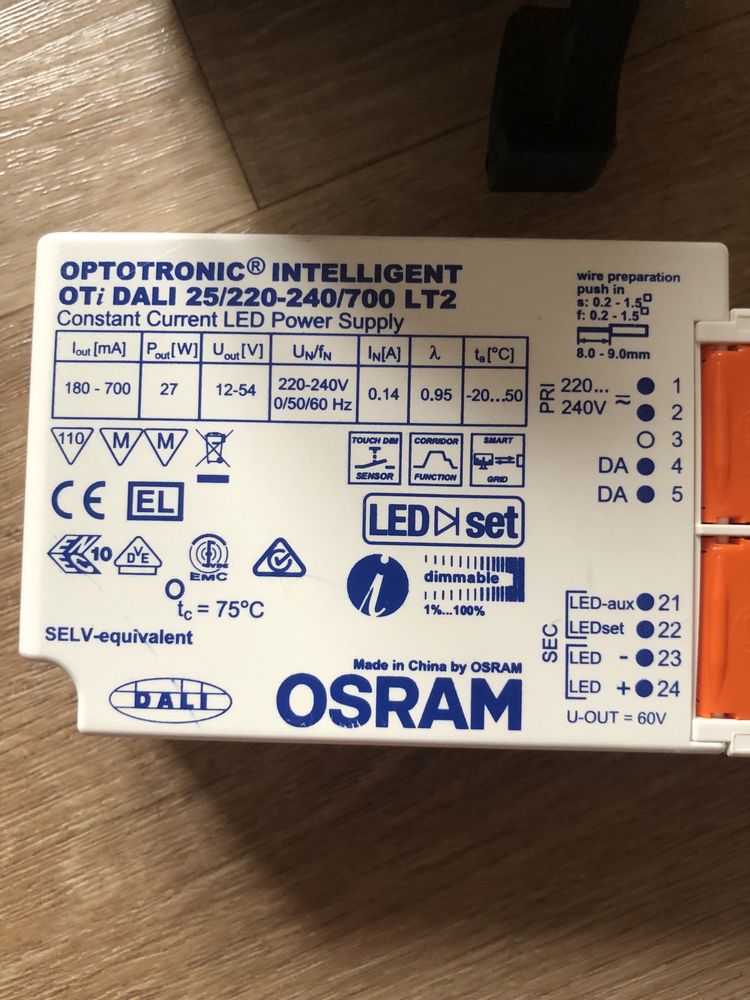 OPTOTRONIC® INTELLIGENT
OTi DALI 25/220-240/700 LT2
Constant Current LED Power Supply
Iout[mA] Pout[W] Uout[V] UN/fN IN[A] λ ta[°C]
180 - 700 27 12-54 220-240V 0/50/60 Hz 0.14 0.95 -20...50
110 M M
TOUCH DIM SENSOR
CORRIDOR FUNCTION
SMART GRID
CE EL
LED set
ENEC 10
DVE
VDE
EMC
tc = 75°C
i
dimmable
1%...100%
SELV-equivalent
DALI
Made in China by OSRAM
OSRAM
wire preparation
push in
s: 0.2 - 1.5□
f: 0.2 - 1.5□
8.0 - 9.0mm
PRI
220...
240V
1
2
3
DA 4
DA 5
SEC
LED-aux 21
LEDset 22
LED - 23
LED + 24
U-OUT = 60V